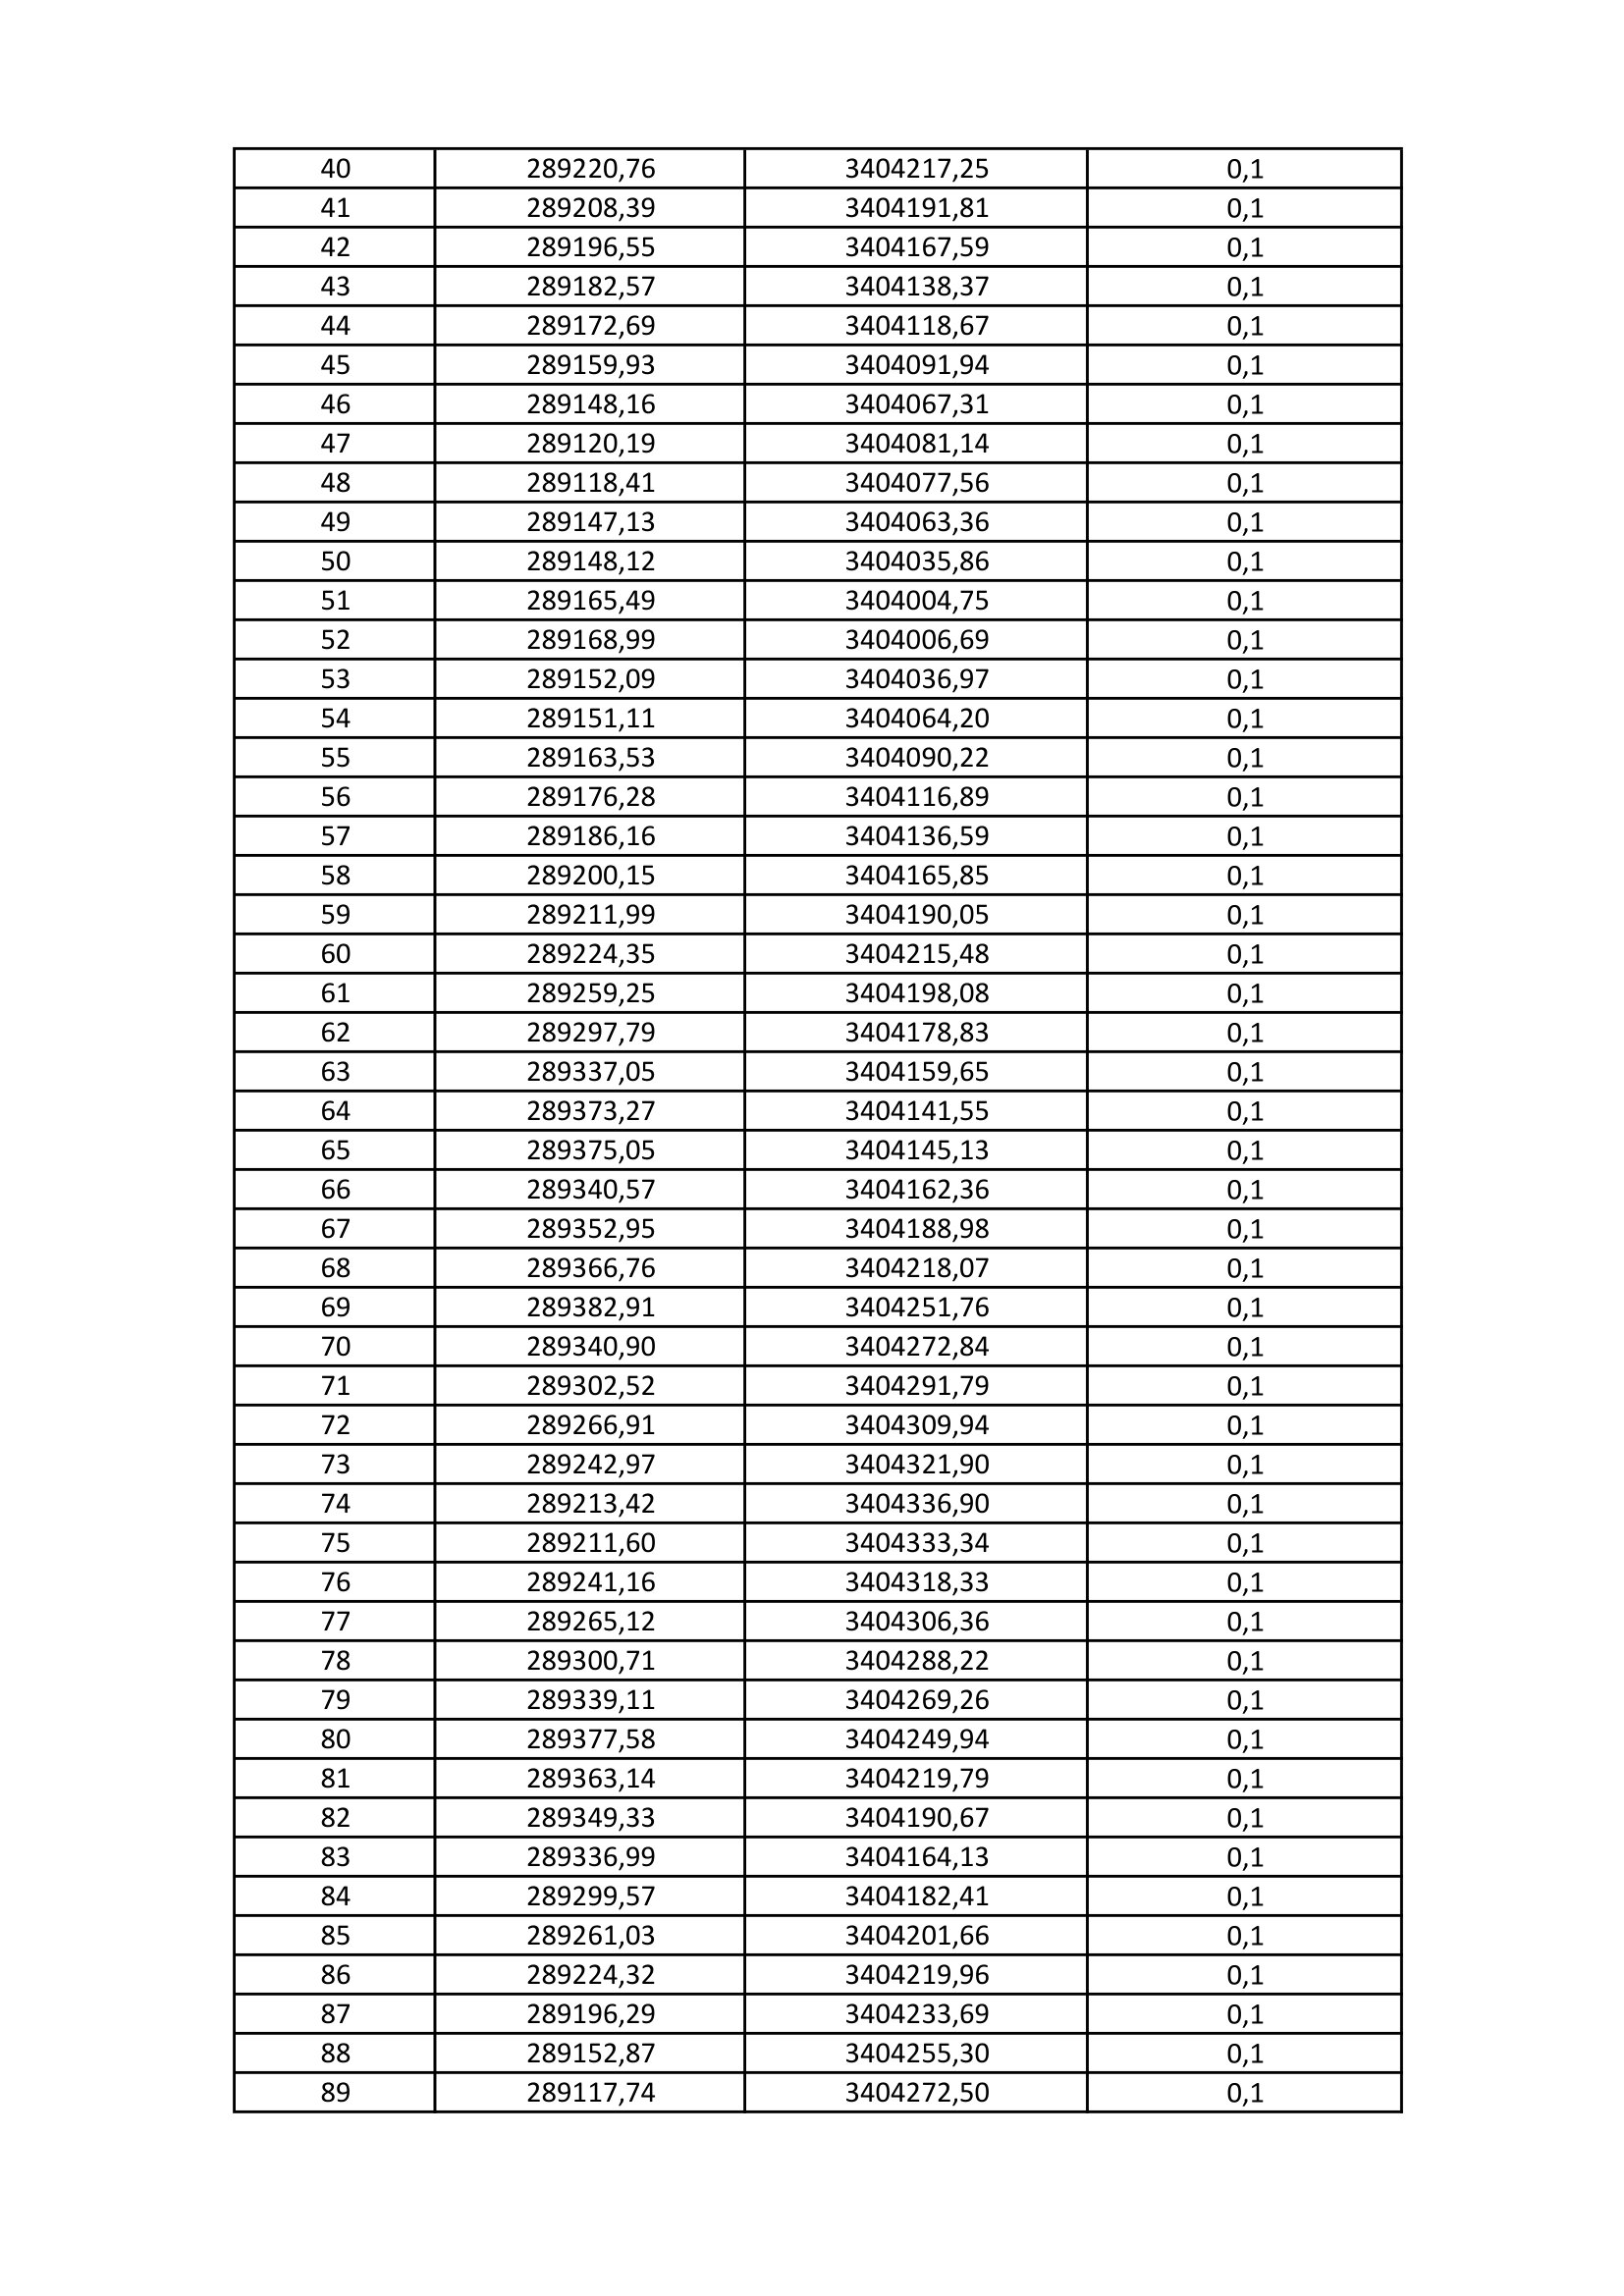 40 289220,76 3404217,25 0,1
41 289208,39 3404191,81 0,1
42 289196,55 3404167,59 0,1
43 289182,57 3404138,37 0,1
44 289172,69 3404118,67 0,1
45 289159,93 3404091,94 0,1
46 289148,16 3404067,31 0,1
47 289120,19 3404081,14 0,1
48 289118,41 3404077,56 0,1
49 289147,13 3404063,36 0,1
50 289148,12 3404035,86 0,1
51 289165,49 3404004,75 0,1
52 289168,99 3404006,69 0,1
53 289152,09 3404036,97 0,1
54 289151,11 3404064,20 0,1
55 289163,53 3404090,22 0,1
56 289176,28 3404116,89 0,1
57 289186,16 3404136,59 0,1
58 289200,15 3404165,85 0,1
59 289211,99 3404190,05 0,1
60 289224,35 3404215,48 0,1
61 289259,25 3404198,08 0,1
62 289297,79 3404178,83 0,1
63 289337,05 3404159,65 0,1
64 289373,27 3404141,55 0,1
65 289375,05 3404145,13 0,1
66 289340,57 3404162,36 0,1
67 289352,95 3404188,98 0,1
68 289366,76 3404218,07 0,1
69 289382,91 3404251,76 0,1
70 289340,90 3404272,84 0,1
71 289302,52 3404291,79 0,1
72 289266,91 3404309,94 0,1
73 289242,97 3404321,90 0,1
74 289213,42 3404336,90 0,1
75 289211,60 3404333,34 0,1
76 289241,16 3404318,33 0,1
77 289265,12 3404306,36 0,1
78 289300,71 3404288,22 0,1
79 289339,11 3404269,26 0,1
80 289377,58 3404249,94 0,1
81 289363,14 3404219,79 0,1
82 289349,33 3404190,67 0,1
83 289336,99 3404164,13 0,1
84 289299,57 3404182,41 0,1
85 289261,03 3404201,66 0,1
86 289224,32 3404219,96 0,1
87 289196,29 3404233,69 0,1
88 289152,87 3404255,30 0,1
89 289117,74 3404272,50 0,1